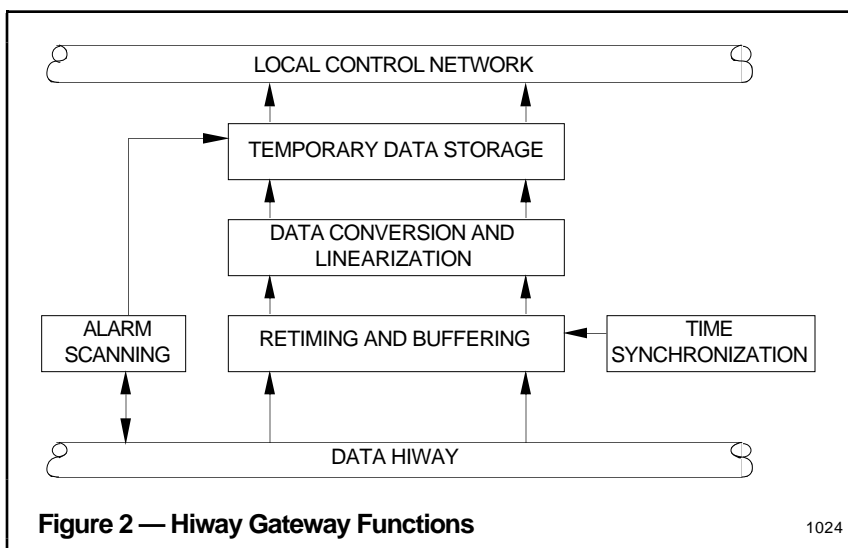 LOCAL CONTROL NETWORK
TEMPORARY DATA STORAGE
DATA CONVERSION AND
LINEARIZATION
ALARM
SCANNING
RETIMING AND BUFFERING
TIME
SYNCHRONIZATION
DATA HIWAY
Figure 2 — Hiway Gateway Functions
1024